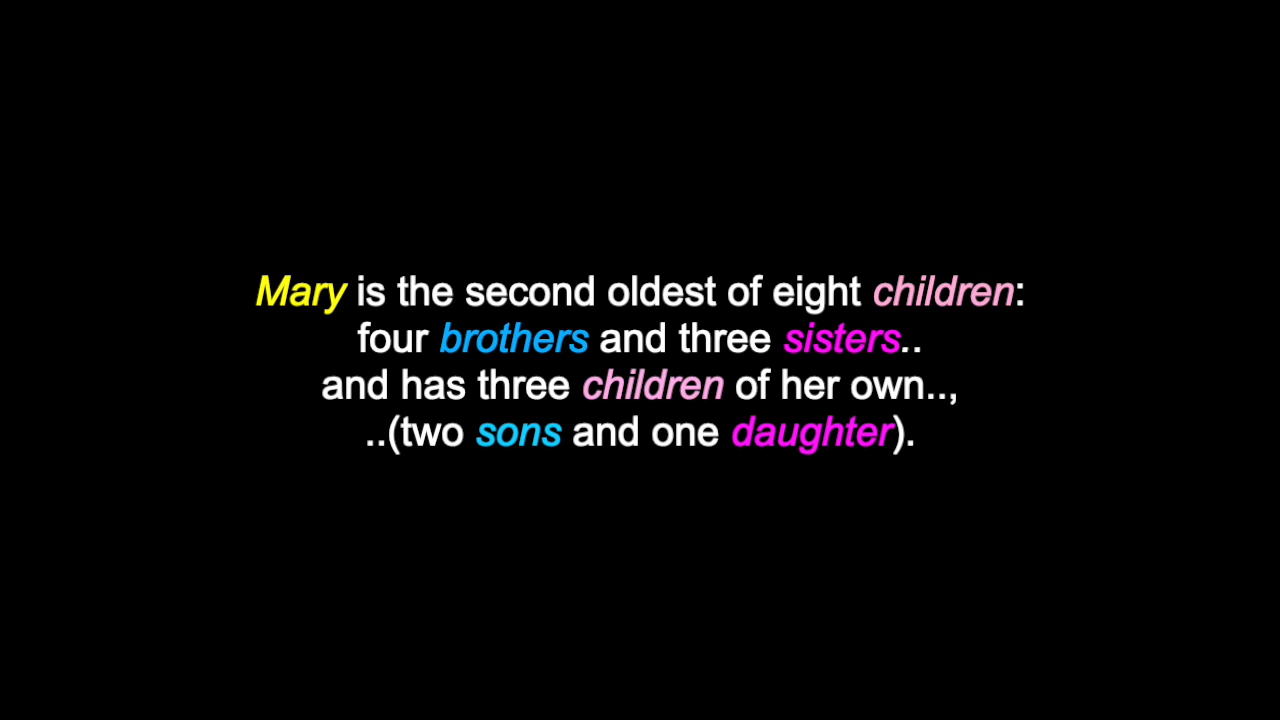 Mary is the second oldest of eight children:
four brothers and three sisters..
and has three children of her own..,
..(two sons and one daughter).